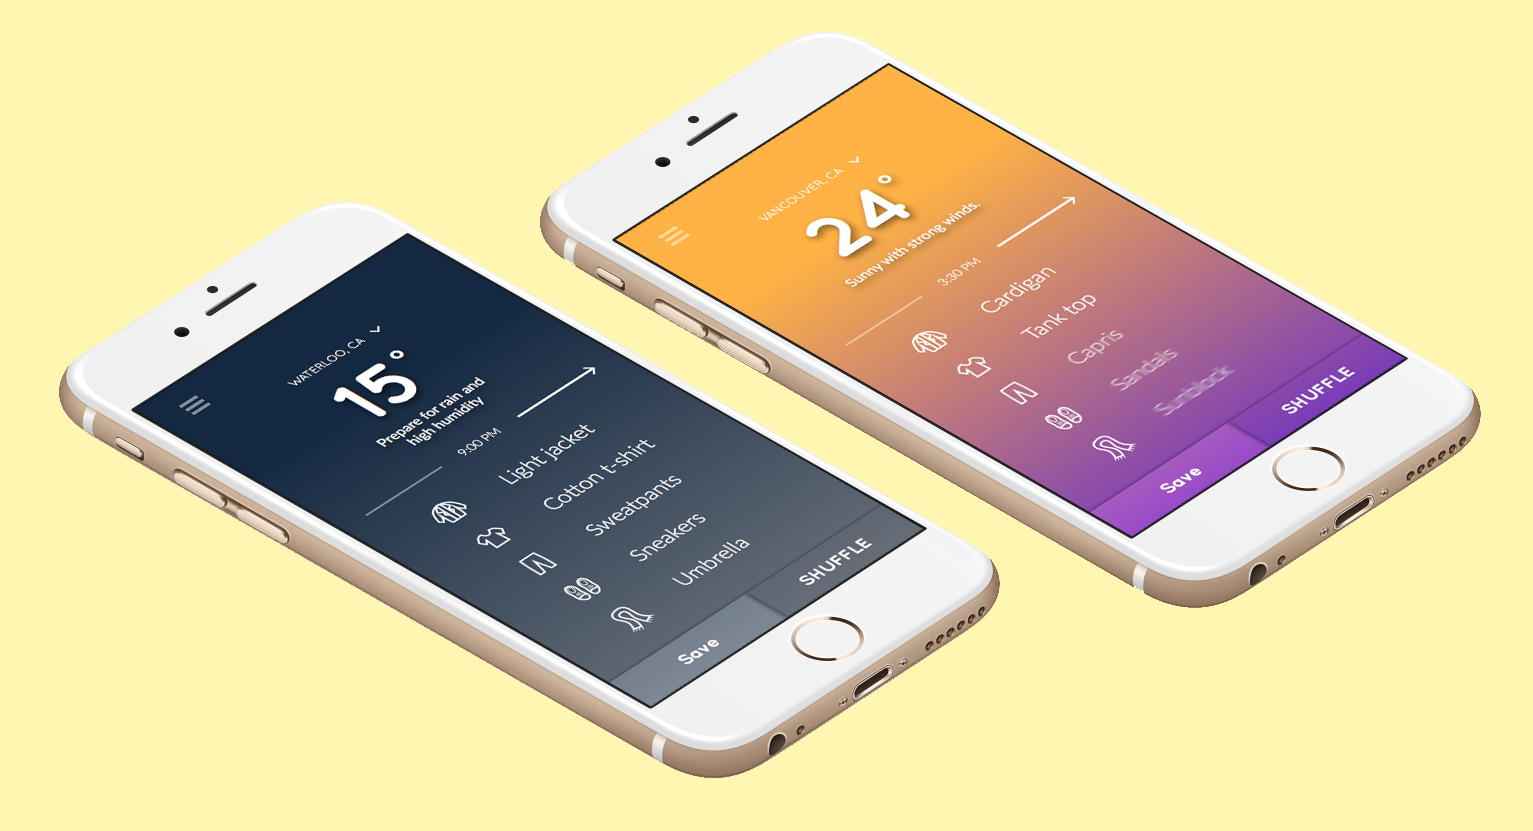 WATERLOO, CA
15°
Prepare for rain and
high humidity
9:00 PM
Light jacket
Cotton t-shirt
Sweatpants
Sneakers
Umbrella
Save
SHUFFLE
VANCOUVER, CA
24°
Sunny with strong winds.
3:30 PM
Cardigan
Tank top
Capris
Sandals
Sunblock
Save
SHUFFLE